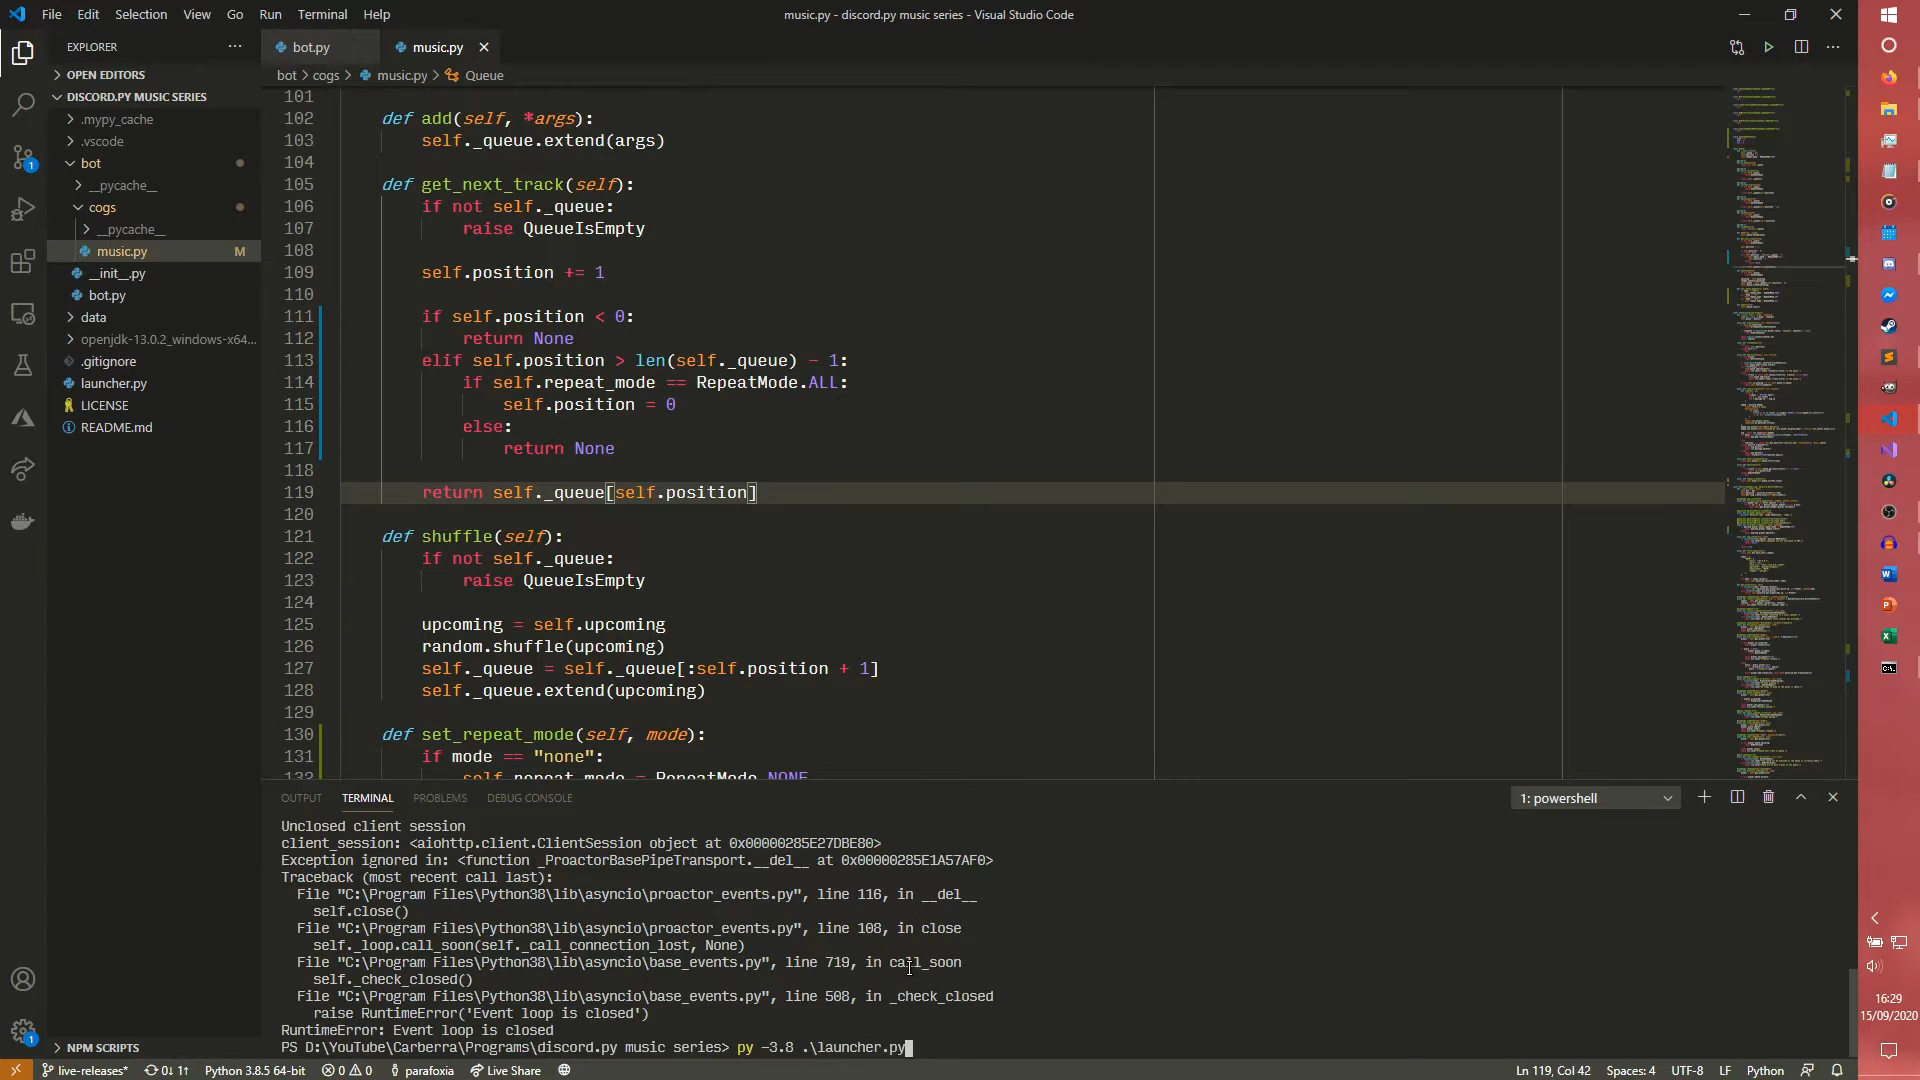 File Edit Selection View Go Run Terminal Help
music.py - discord.py music series - Visual Studio Code
EXPLORER
OPEN EDITORS
DISCORD.PY MUSIC SERIES
.mypy_cache
.vscode
bot
__pycache__
cogs
__pycache__
music.py M
__init__.py
bot.py
data
openjdk-13.0.2_windows-x64...
.gitignore
launcher.py
LICENSE
README.md
NPM SCRIPTS
bot.py
music.py
bot > cogs > music.py > Queue
101
102 def add(self, *args):
103 self._queue.extend(args)
104
105 def get_next_track(self):
106 if not self._queue:
107 raise QueueIsEmpty
108
109 self.position += 1
110
111 if self.position < 0:
112 return None
113 elif self.position > len(self._queue) - 1:
114 if self.repeat_mode == RepeatMode.ALL:
115 self.position = 0
116 else:
117 return None
118
119 return self._queue[self.position]
120
121 def shuffle(self):
122 if not self._queue:
123 raise QueueIsEmpty
124
125 upcoming = self.upcoming
126 random.shuffle(upcoming)
127 self._queue = self._queue[:self.position + 1]
128 self._queue.extend(upcoming)
129
130 def set_repeat_mode(self, mode):
131 if mode == "none":
132 self.repeat_mode = RepeatMode.NONE
OUTPUT TERMINAL PROBLEMS DEBUG CONSOLE
1: powershell
Unclosed client session
client_session: <aiohttp.client.ClientSession object at 0x00000285E27DBE80>
Exception ignored in: <function _ProactorBasePipeTransport.__del__ at 0x00000285E1A57AF0>
Traceback (most recent call last):
File "C:\Program Files\Python38\lib\asyncio\proactor_events.py", line 116, in __del__
self.close()
File "C:\Program Files\Python38\lib\asyncio\proactor_events.py", line 108, in close
self._loop.call_soon(self._call_connection_lost, None)
File "C:\Program Files\Python38\lib\asyncio\base_events.py", line 719, in call_soon
self._check_closed()
File "C:\Program Files\Python38\lib\asyncio\base_events.py", line 508, in _check_closed
raise RuntimeError('Event loop is closed')
RuntimeError: Event loop is closed
PS D:\YouTube\Carberra\Programs\discord.py music series> py -3.8 .\launcher.py
live-releases* 0↓ 1↑ Python 3.8.5 64-bit 0 0 parafoxia Live Share
Ln 119, Col 42 Spaces: 4 UTF-8 LF Python
16:29
15/09/2020